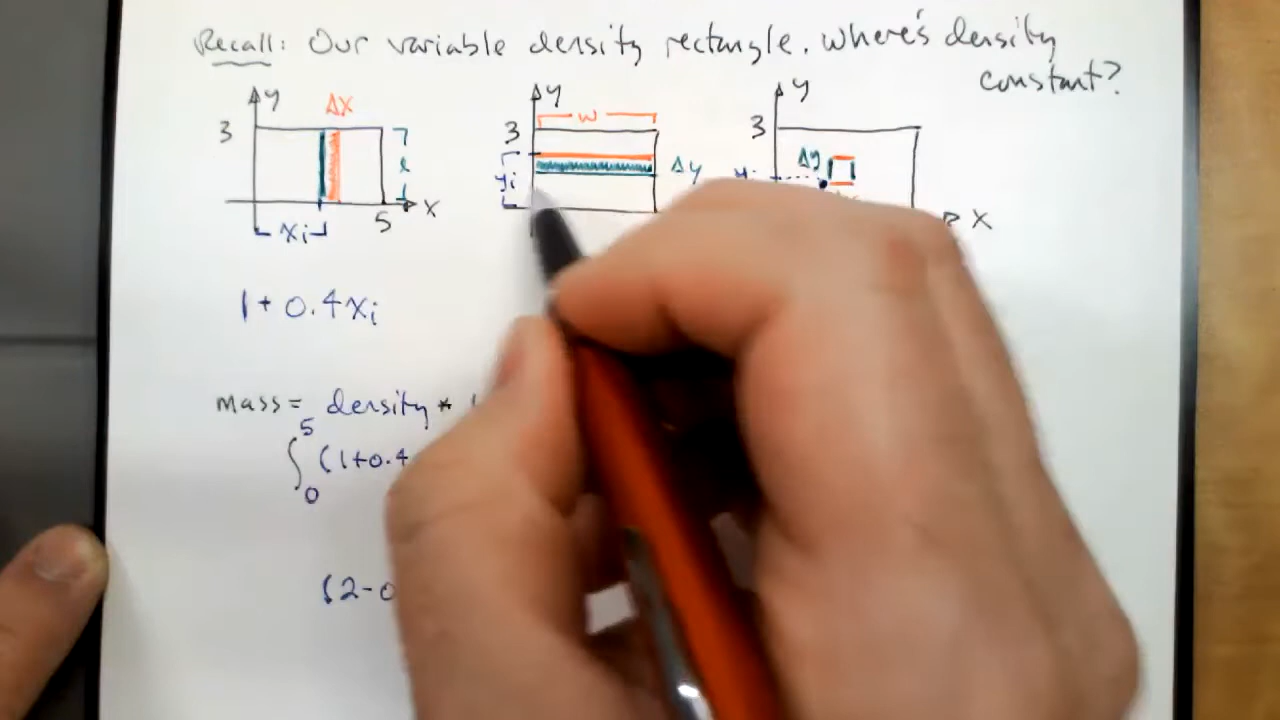 Recall: Our variable density rectangle. Where's density
constant?
y Δx 3 l x 5 xi
y w 3 yi Δy
y 3 Δy x
1 + 0.4xi
mass = density *
∫ 5 0 (1+0.4
(2-0